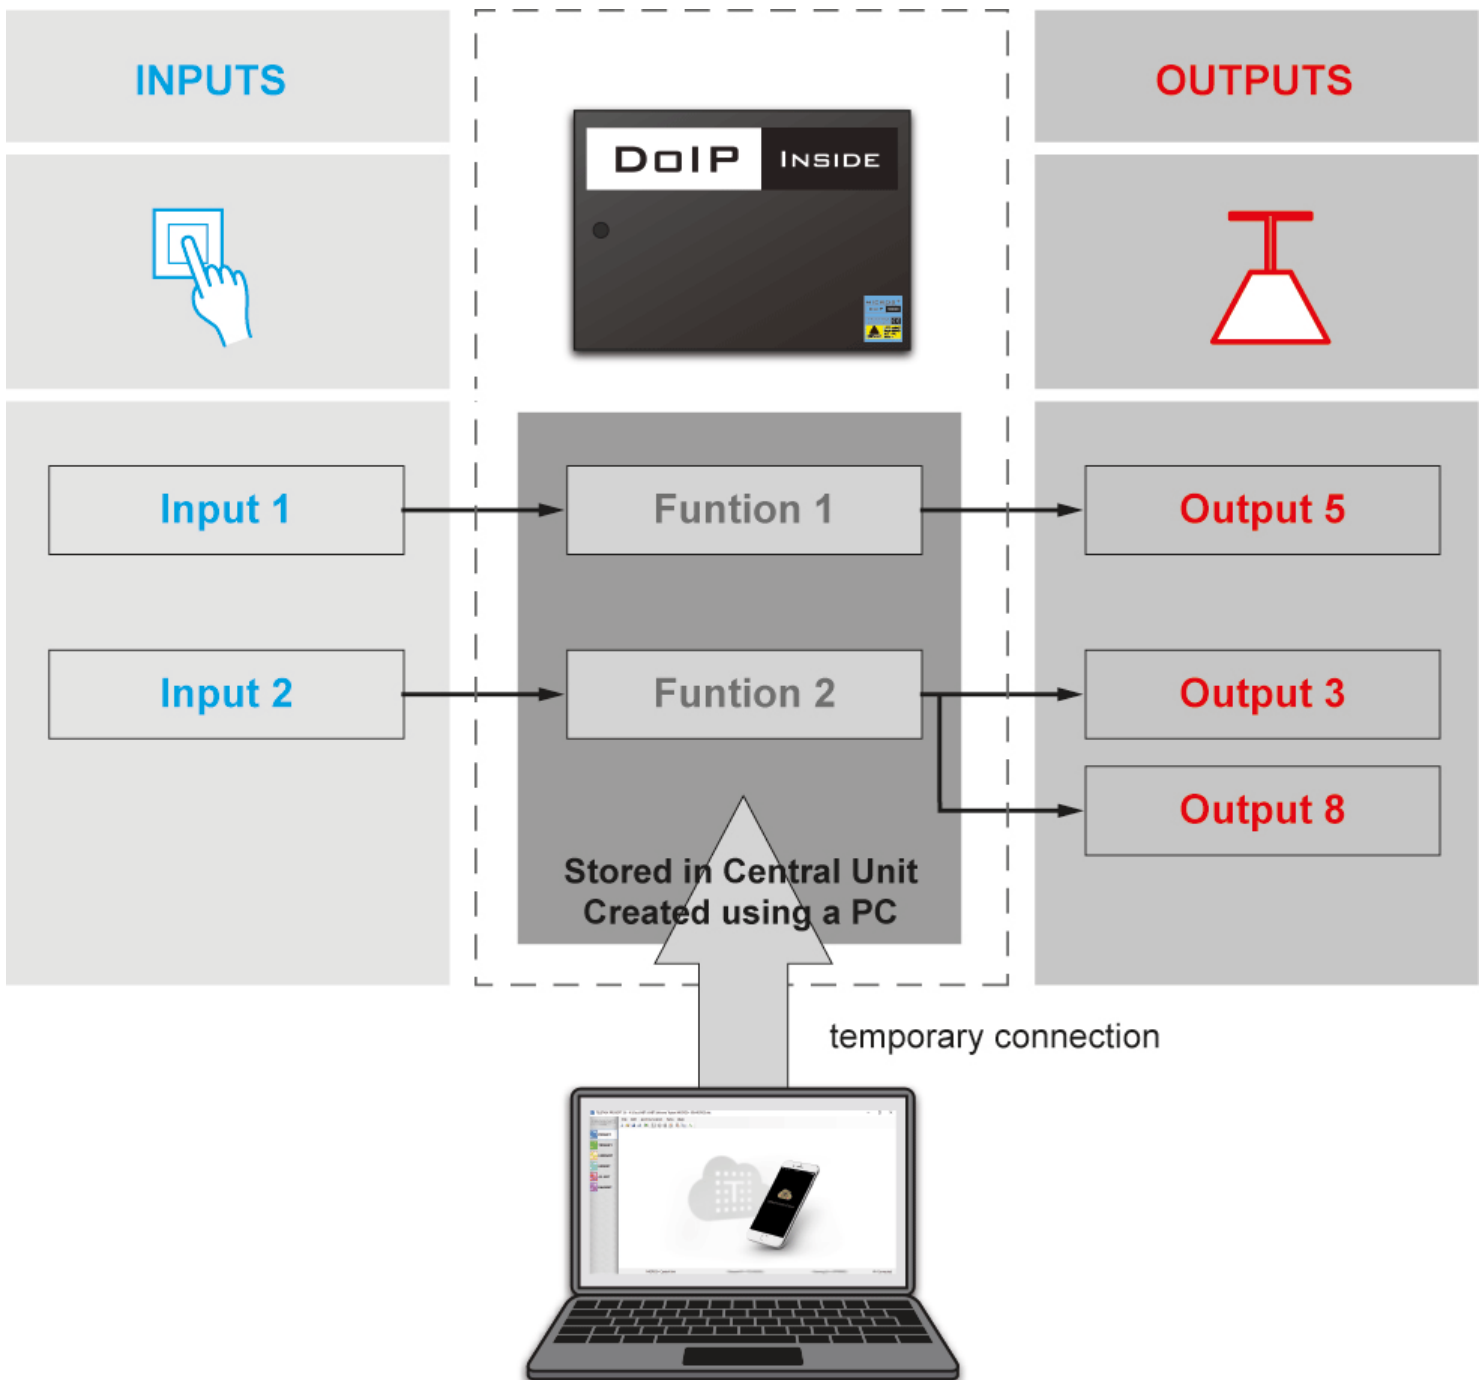 INPUTS
OUTPUTS
DoIP INSIDE
Input 1
Funtion 1
Output 5
Input 2
Funtion 2
Output 3
Output 8
Stored in Central Unit
Created using a PC
temporary connection